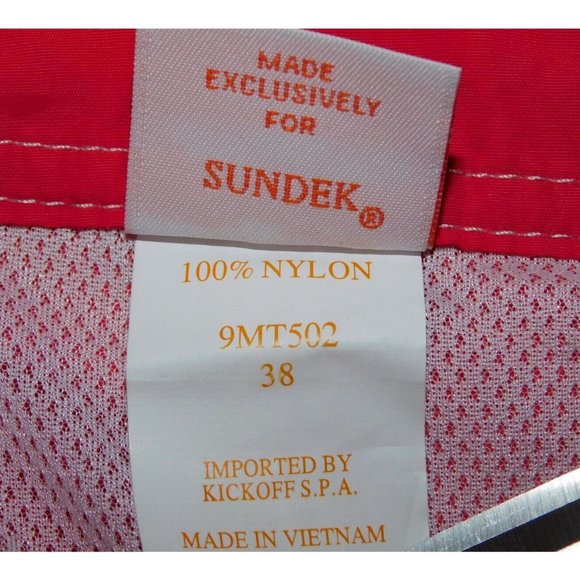 MADE
EXCLUSIVELY
FOR
SUNDEK®
100% NYLON
9MT502
38
IMPORTED BY
KICKOFF S.P.A.
MADE IN VIETNAM